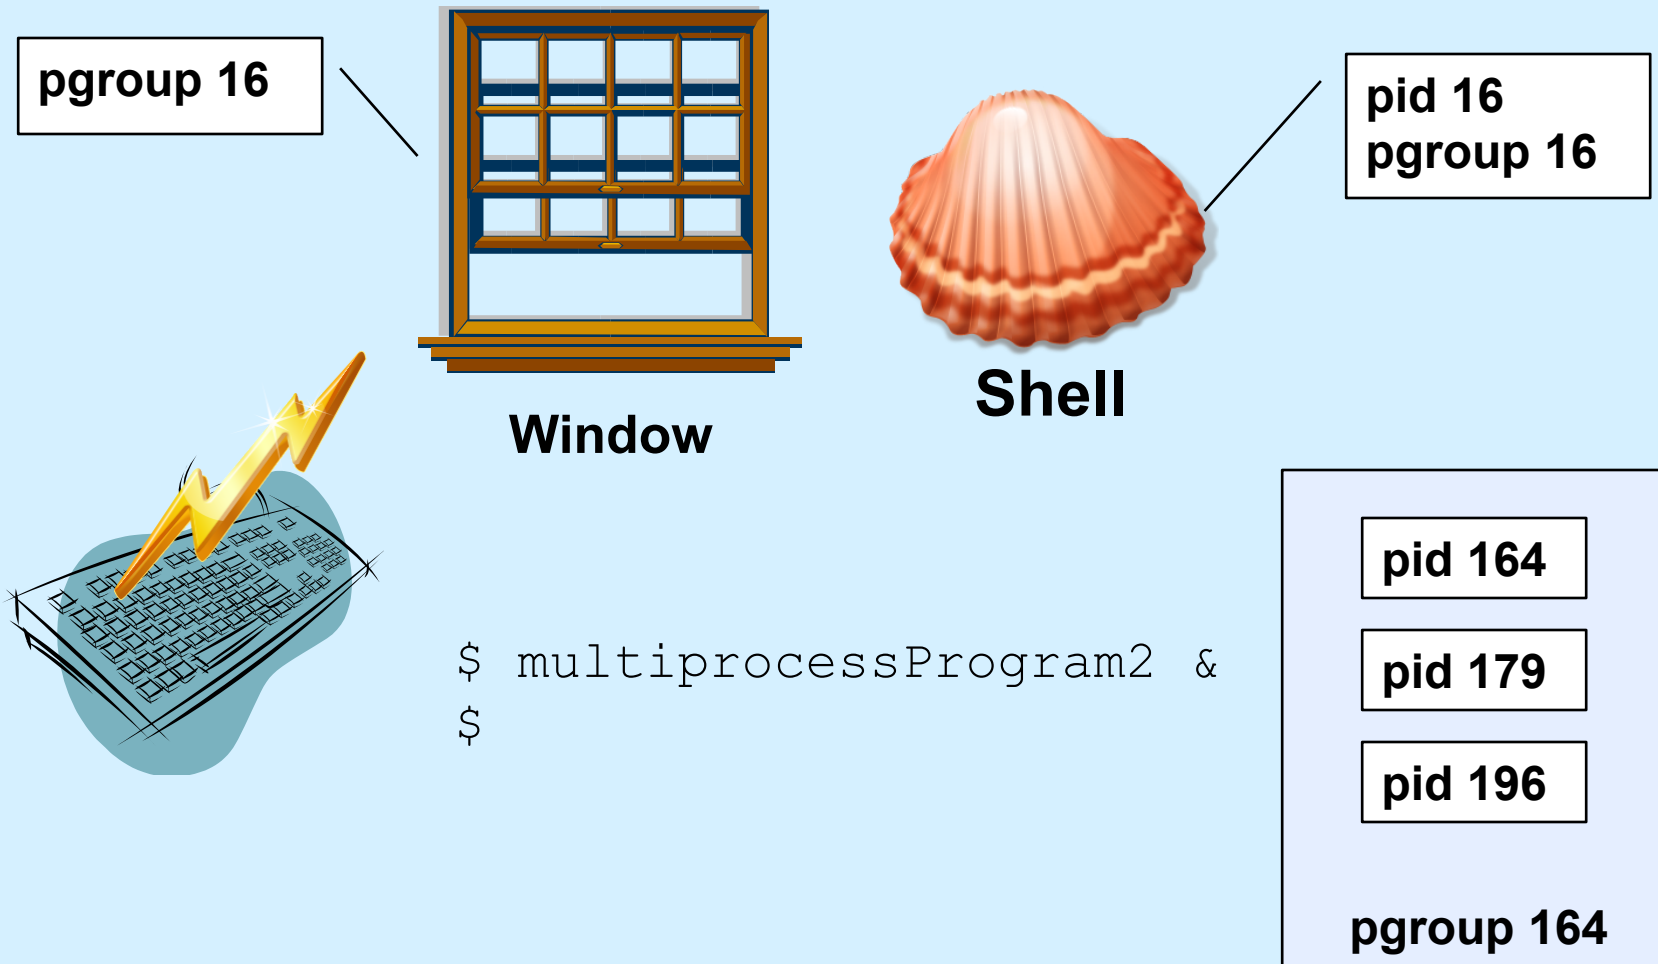 pgroup 16
pid 16
pgroup 16
Shell
Window
$ multiprocessProgram2 &
$
pid 164
pid 179
pid 196
pgroup 164